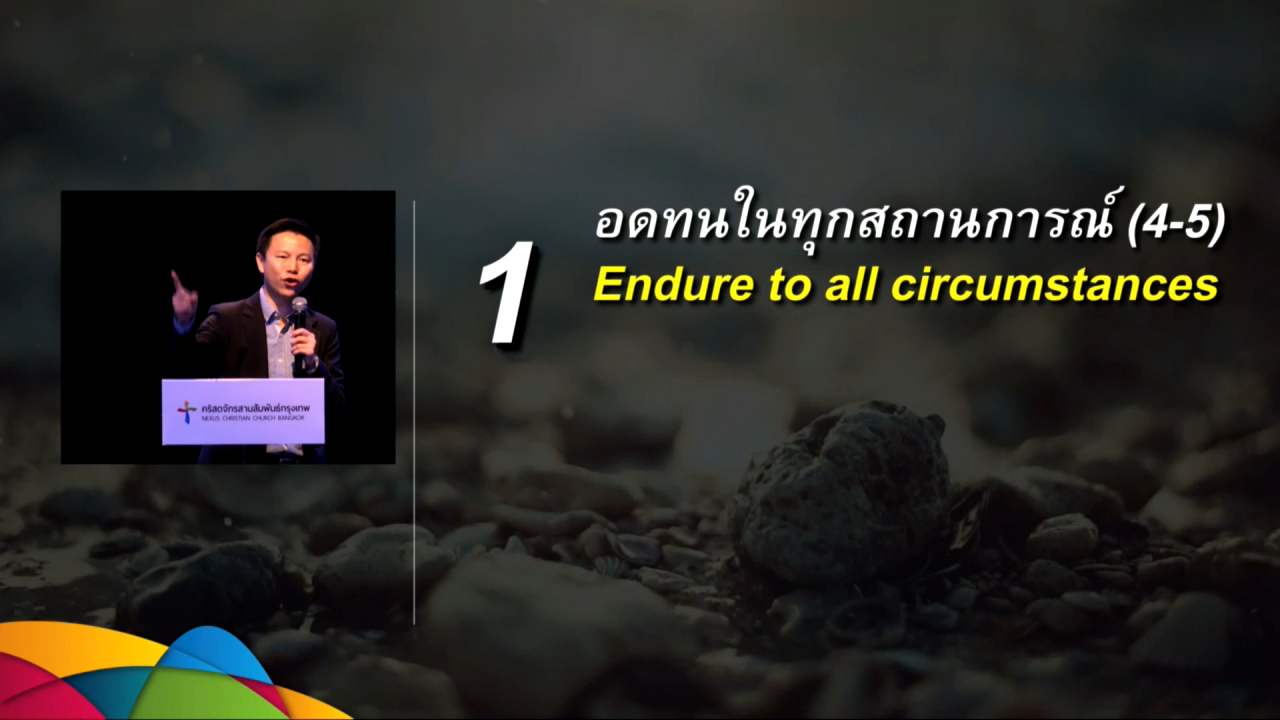 1
อดทนในทุกสถานการณ์ (4-5)
Endure to all circumstances
คริสตจักรสานสัมพันธ์กรุงเทพ
NEXUS CHRISTIAN CHURCH BANGKOK